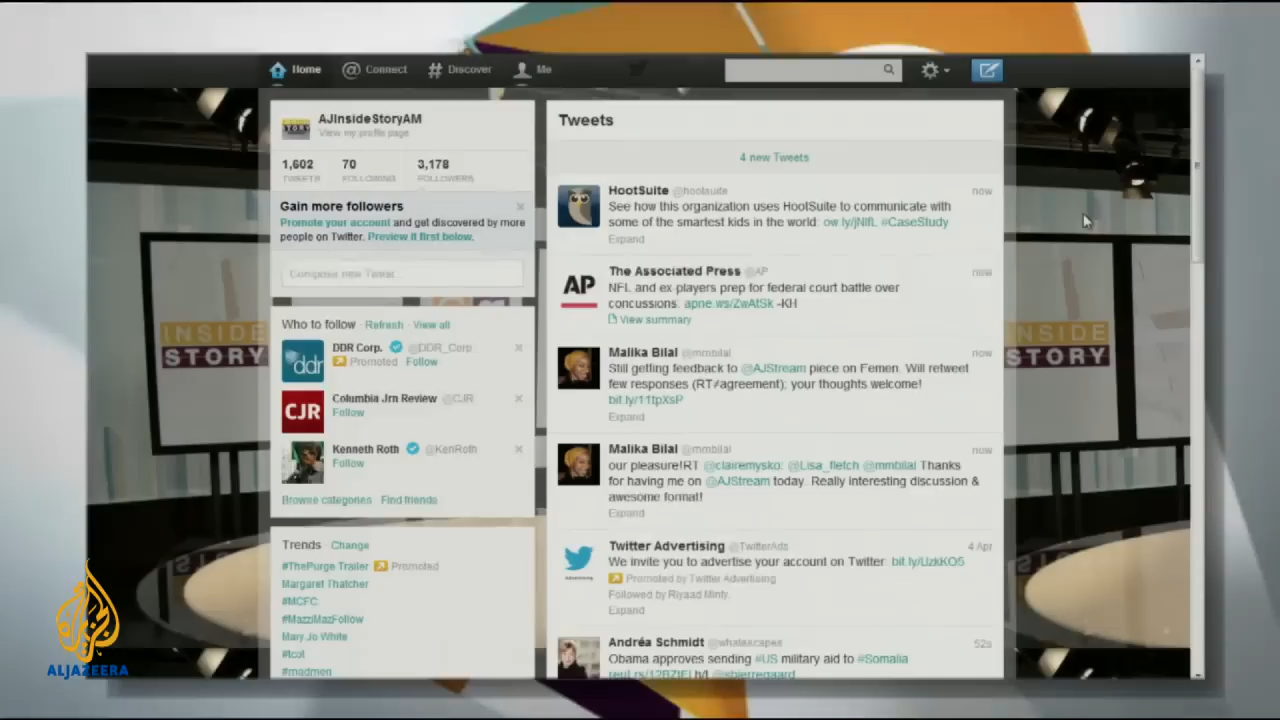 Home
Connect
Discover
Me
AJInsideStoryAM
View my profile page
1,602
70
3,178
TWEETS
FOLLOWING
FOLLOWERS
Gain more followers
Promote your account and get discovered by more
people on Twitter. Preview it first below.
Compose new Tweet...
Who to follow · Refresh · View all
DDR Corp. @DDR_Corp
Promoted · Follow
ddr
Columbia Jrn Review @CJR
Follow
CJR
Kenneth Roth @KenRoth
Follow
Browse categories · Find friends
Trends · Change
#ThePurge Trailer Promoted
Margaret Thatcher
#MCFC
#MazziMazFollow
Mary Jo White
#tcot
#madmen
Tweets
4 new Tweets
HootSuite @hootsuite now
See how this organization uses HootSuite to communicate with
some of the smartest kids in the world: ow.ly/jNlfL #CaseStudy
Expand
AP
The Associated Press @AP now
NFL and ex-players prep for federal court battle over
concussions: apne.ws/ZwAtSk -KH
View summary
Malika Bilal @mmbilal now
Still getting feedback to @AJStream piece on Femen. Will retweet
few responses (RT≠agreement); your thoughts welcome!
bit.ly/11tpXsP
Expand
Malika Bilal @mmbilal now
our pleasure!RT @clairemysko: @Lisa_fletch @mmbilal Thanks
for having me on @AJStream today. Really interesting discussion &
awesome format!
Expand
Twitter Advertising @TwitterAds 4 Apr
We invite you to advertise your account on Twitter: bit.ly/UzkKO5
Promoted by Twitter Advertising
Followed by Riyaad Minty.
Expand
Andréa Schmidt @whatescapes 52s
Obama approves sending #US military aid to #Somalia
h/t @sbjerregaard
INSIDE
STORY
INSIDE
STORY
ALJAZEERA